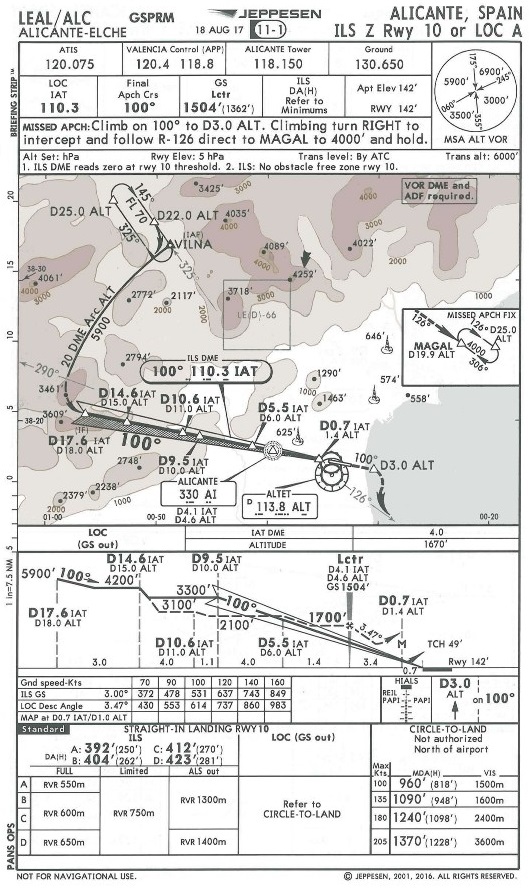 LEAL/ALC
ALICANTE-ELCHE
GSPRM
JEPPESEN
18 AUG 17
11-1
ALICANTE, SPAIN
ILS Z Rwy 10 or LOC A
BRIEFING STRIP™
ATIS
120.075
VALENCIA Control (APP)
120.4 118.8
ALICANTE Tower
118.150
Ground
130.650
LOC
IAT
110.3
Final
Apch Crs
100°
GS
Lctr
1504'(1362')
ILS
DA(H)
Refer to
Minimums
Apt Elev 142'
RWY 142'
MISSED APCH: Climb on 100° to D3.0 ALT. Climbing turn RIGHT to
intercept and follow R-126 direct to MAGAL to 4000' and hold.
Alt Set: hPa
Rwy Elev: 5 hPa
Trans level: By ATC
Trans alt: 6000'
1. ILS DME reads zero at rwy 10 threshold. 2. ILS: No obstacle free zone rwy 10.
175°
5900'
6900'
245°
060°
3000'
3500'
355°
MSA ALT VOR
VOR DME and
ADF required.
20
15
10
5
0
5
1 in=7.5 NM
D25.0 ALT
145°
FL 70
325°
D22.0 ALT
(IAF)
AVILNA
325°
3425'
3000
4035'
4000
4089'
4000
3000
4252'
4022'
2000
38-30
4061'
4000
3000
2772'
2117'
3718'
LE(D)-66
2000
1000
20 DME Arc ALT
5900
2794'
ILS DME
100° 110.3 IAT
290°
3461'
3609'
38-20
D14.6 IAT
D15.0 ALT
D10.6 IAT
D11.0 ALT
D5.5 IAT
D6.0 ALT
1290'
1000
1463'
646'
574'
558'
625'
D0.7 IAT
1.4 ALT
(IF)
D17.6 IAT
D18.0 ALT
100°
D9.5 IAT
D10.0 ALT
2748'
2379'
2238'
1000
ALICANTE
330 AI
D4.1 IAT
D4.6 ALT
ALTET
D 113.8 ALT
100°
D3.0 ALT
126°
MISSED APCH FIX
126°
126°
D25.0
ALT
4000
306°
MAGAL
D19.9 ALT
01-00
00-50
00-20
LOC
(GS out)
IAT DME
ALTITUDE
4.0
1670'
5900'
100°
D14.6 IAT
D15.0 ALT
4200'
D9.5 IAT
D10.0 ALT
3300'
3100'
100°
2100'
Lctr
D4.1 IAT
D4.6 ALT
GS 1504'
1700'
3.47°
D0.7 IAT
D1.4 ALT
M
TCH 49'
D17.6 IAT
D18.0 ALT
D10.6 IAT
D11.0 ALT
D5.5 IAT
D6.0 ALT
Rwy 142'
3.0
4.0
1.1
4.0
1.4
3.4
0.7
Gnd speed-Kts 70 90 100 120 140 160
ILS GS 3.00° 372 478 531 637 743 849
LOC Desc Angle 3.47° 430 553 614 737 860 983
MAP at D0.7 IAT/D1.0 ALT
HIALS
REIL
PAPI
PAPI
D3.0
ALT
on 100°
Standard
STRAIGHT-IN LANDING RWY10
ILS
DA(H)
A: 392'(250')
B: 404'(262')
C: 412'(270')
D: 423'(281')
LOC (GS out)
CIRCLE-TO-LAND
Not authorized
North of airport
FULL
Limited
ALS out
Max
Kts
MDA(H)
VIS
A
B
C
D
RVR 550m
RVR 600m
RVR 650m
RVR 750m
RVR 1300m
RVR 1400m
Refer to
CIRCLE-TO-LAND
100 960'(818') 1500m
135 1090'(948') 1600m
180 1240'(1098') 2400m
205 1370'(1228') 3600m
PANS OPS
NOT FOR NAVIGATIONAL USE.
© JEPPESEN, 2001, 2016. ALL RIGHTS RESERVED.